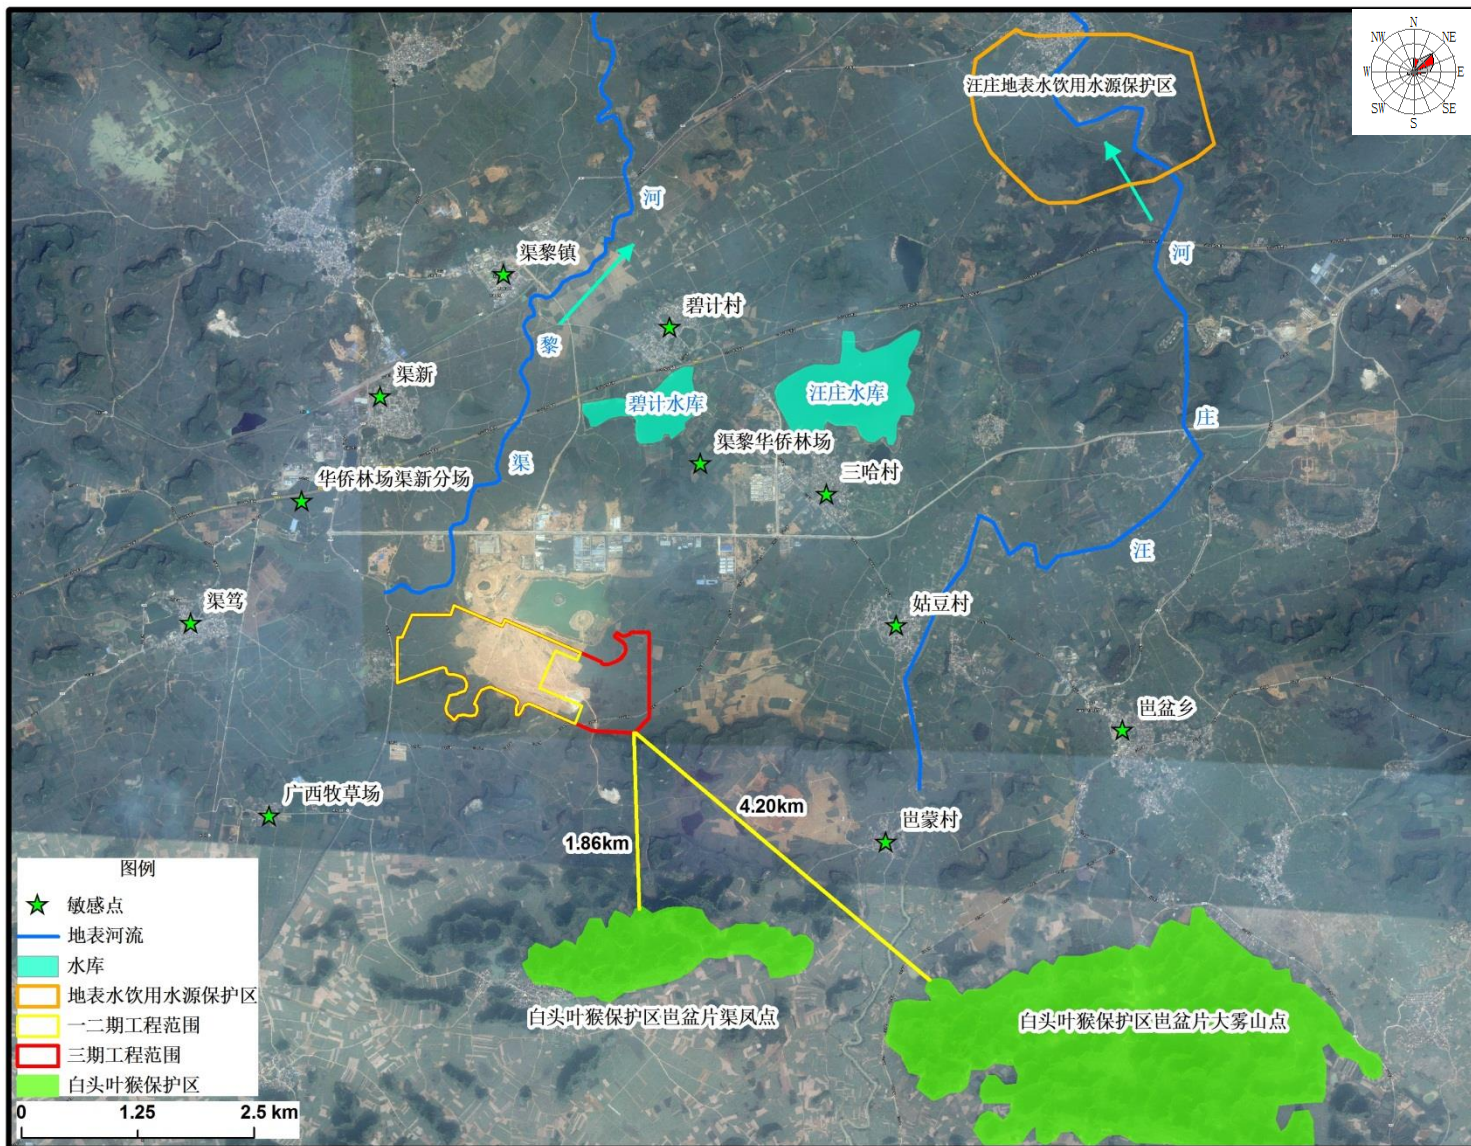 N
NW
NE
W
E
SW
SE
S
汪庄地表水饮用水源保护区
河
渠黎镇
河
碧计村
黎
渠新
碧计水库
汪庄水库
庄
渠黎华侨林场
渠
三哈村
华侨林场渠新分场
汪
渠笃
姑豆村
岜盆乡
广西牧草场
4.20km
岜蒙村
1.86km
白头叶猴保护区岜盆片渠凤点
白头叶猴保护区岜盆片大雾山点
图例
敏感点
地表河流
水库
地表水饮用水源保护区
一二期工程范围
三期工程范围
白头叶猴保护区
0 1.25 2.5 km